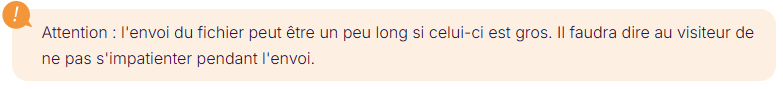 !
Attention : l'envoi du fichier peut être un peu long si celui-ci est gros. Il faudra dire au visiteur de
ne pas s'impatienter pendant l'envoi.